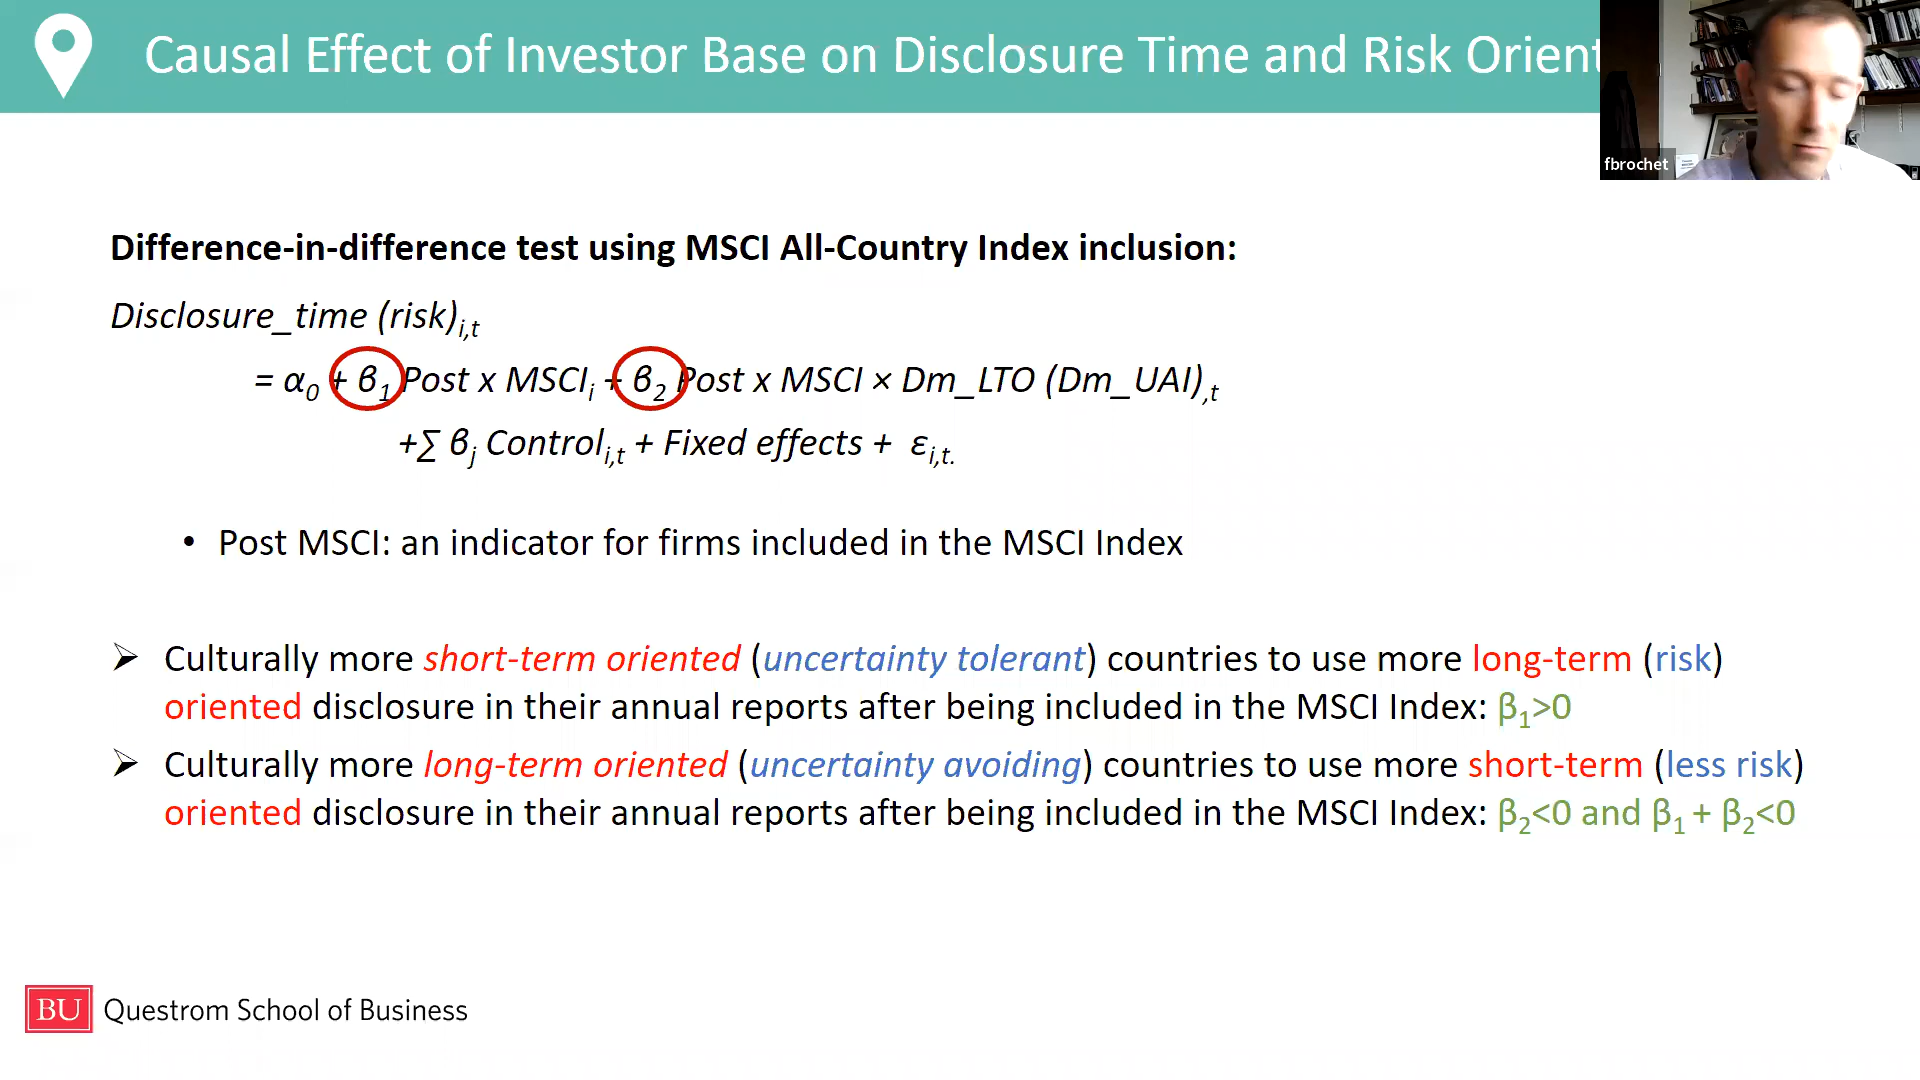 Causal Effect of Investor Base on Disclosure Time and Risk Orient
fbrochet
Difference-in-difference test using MSCI All-Country Index inclusion:
Disclosure_time (risk)i,t
= α0 + β1 Post x MSCIi + β2 Post x MSCI × Dm_LTO (Dm_UAI),t
+∑ βj Controli,t + Fixed effects + εi,t.
• Post MSCI: an indicator for firms included in the MSCI Index
➢ Culturally more short-term oriented (uncertainty tolerant) countries to use more long-term (risk)
oriented disclosure in their annual reports after being included in the MSCI Index: β1>0
➢ Culturally more long-term oriented (uncertainty avoiding) countries to use more short-term (less risk)
oriented disclosure in their annual reports after being included in the MSCI Index: β2<0 and β1 + β2<0
BU Questrom School of Business